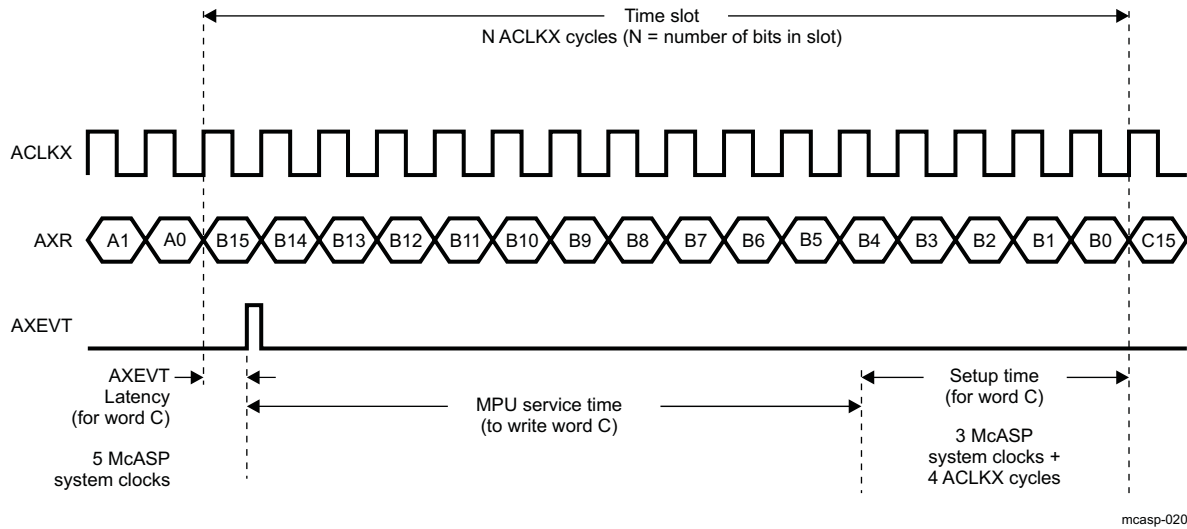 Time slot
N ACLKX cycles (N = number of bits in slot)
ACLKX
AXR A1 A0 B15 B14 B13 B12 B11 B10 B9 B8 B7 B6 B5 B4 B3 B2 B1 B0 C15
AXEVT
AXEVT
Latency
(for word C)
5 McASP
system clocks
MPU service time
(to write word C)
Setup time
(for word C)
3 McASP
system clocks +
4 ACLKX cycles
mcasp-020